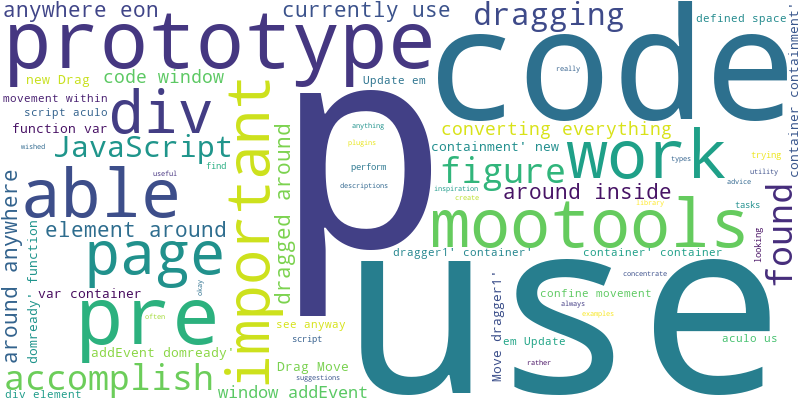 anywhere eon
currently use
dragging
defined space
prototype
code
new Drag
code window
Update em
really
movement within
script aculo
div
function var
important
p
anything
converting everything
container containment'
wished
JavaScript
find
plugins
containment' new
work
types
trying
able
useful
dragged around
perform
descriptions
figure
inspiration
create
around inside
advice
utility
library
tasks
found
around anywhere
element around
mootools
page
domready' function
dragger1' container'
container' container
looking
use
var container
okay
pre
often
confine movement
concentrate
always
examples
Move dragger1'
see anyway
script
addEvent domready'
em Update
aculo us
rather
accomplish
Drag Move
suggestions
div element
window addEvent